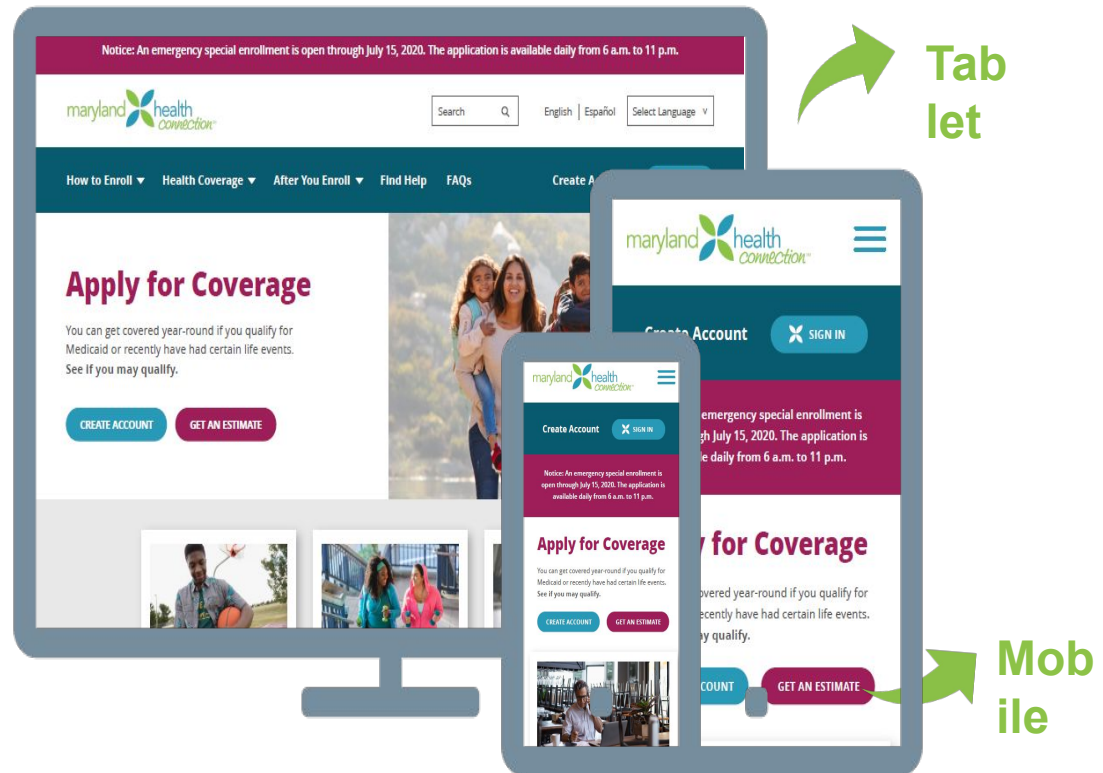 Notice: An emergency special enrollment is open through July 15, 2020. The application is available daily from 6 a.m. to 11 p.m.
maryland health
connection
Search
English | Español
Select Language
How to Enroll ▼ Health Coverage ▼ After You Enroll ▼ Find Help FAQs
Create A
Apply for Coverage
You can get covered year-round if you qualify for
Medicaid or recently have had certain life events.
See if you may qualify.
CREATE ACCOUNT
GET AN ESTIMATE
Tab
let
maryland health
connection
Create Account
SIGN IN
emergency special enrollment is
gh July 15, 2020. The application is
le daily from 6 a.m. to 11 p.m.
for Coverage
overed year-round if you qualify for
ecently have had certain life events.
ay qualify.
COUNT
GET AN ESTIMATE
maryland health
connection
Create Account
SIGN IN
Notice: An emergency special enrollment is
open through July 15, 2020. The application is
available daily from 6 a.m. to 11 p.m.
Apply for Coverage
You can get covered year-round if you qualify for
Medicaid or recently have had certain life events.
See if you may qualify.
CREATE ACCOUNT
GET AN ESTIMATE
Mob
ile